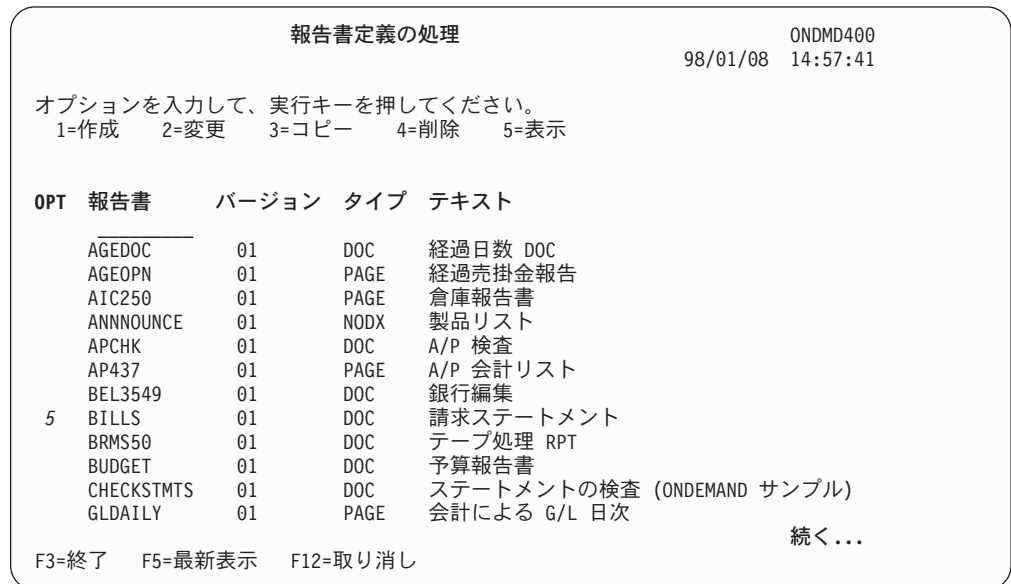 報告書定義の処理 ONDMD400
98/01/08 14:57:41
オプションを入力して、実行キーを押してください。
1=作成 2=変更 3=コピー 4=削除 5=表示
OPT 報告書 バージョン タイプ テキスト
_________
AGEDOC 01 DOC 経過日数 DOC
AGEOPN 01 PAGE 経過売掛金報告
AIC250 01 PAGE 倉庫報告書
ANNNOUNCE 01 NODX 製品リスト
APCHK 01 DOC A/P 検査
AP437 01 PAGE A/P 会計リスト
BEL3549 01 DOC 銀行編集
5 BILLS 01 DOC 請求ステートメント
BRMS50 01 DOC テープ処理 RPT
BUDGET 01 DOC 予算報告書
CHECKSTMTS 01 DOC ステートメントの検査 (ONDEMAND サンプル)
GLDAILY 01 PAGE 会計による G/L 日次
続く...
F3=終了 F5=最新表示 F12=取り消し